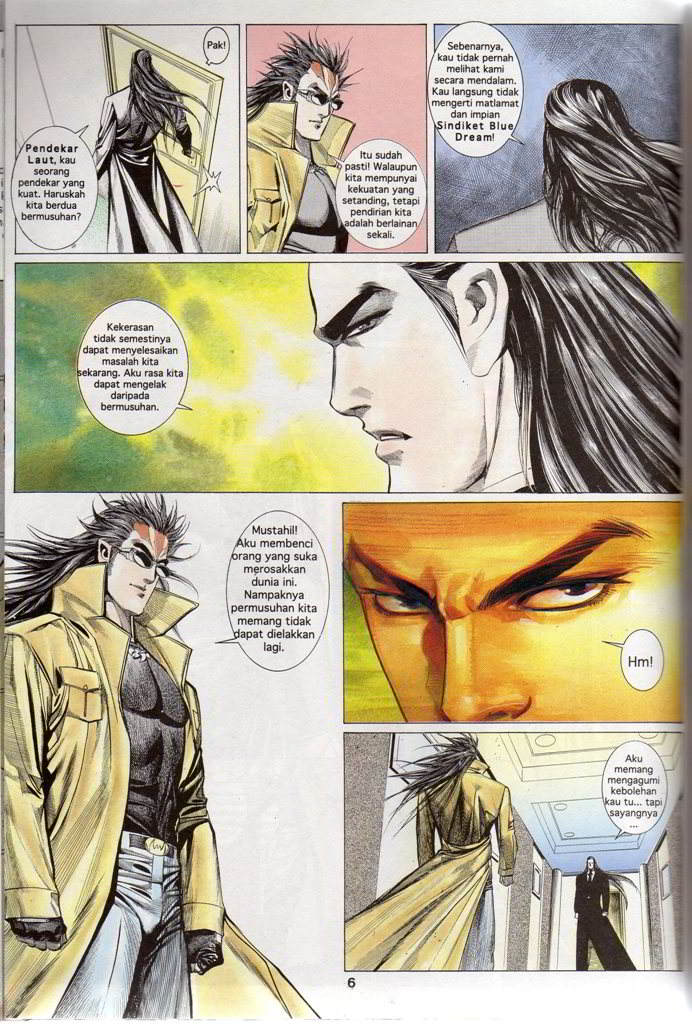 Pak!
Pendekar
Laut, kau
seorang
pendekar yang
kuat. Haruskah
kita berdua
bermusuhan?
Itu sudah
pasti! Walaupun
kita mempunyai
kekuatan yang
setanding, tetapi
pendirian kita
adalah berlainan
sekali.
Sebenarnya,
kau tidak pernah
melihat kami
secara mendalam.
Kau langsung tidak
mengerti matlamat
dan impian
Sindiket Blue
Dream!
Kekerasan
tidak semestinya
dapat menyelesaikan
masalah kita
sekarang. Aku rasa kita
dapat mengelak
daripada
bermusuhan.
Mustahil!
Aku membenci
orang yang suka
merosakkan
dunia ini.
Nampaknya
permusuhan kita
memang tidak
dapat dielakkan
lagi.
Hm!
Aku
memang
mengagumi
kebolehan
kau tu... tapi
sayangnya
...
6